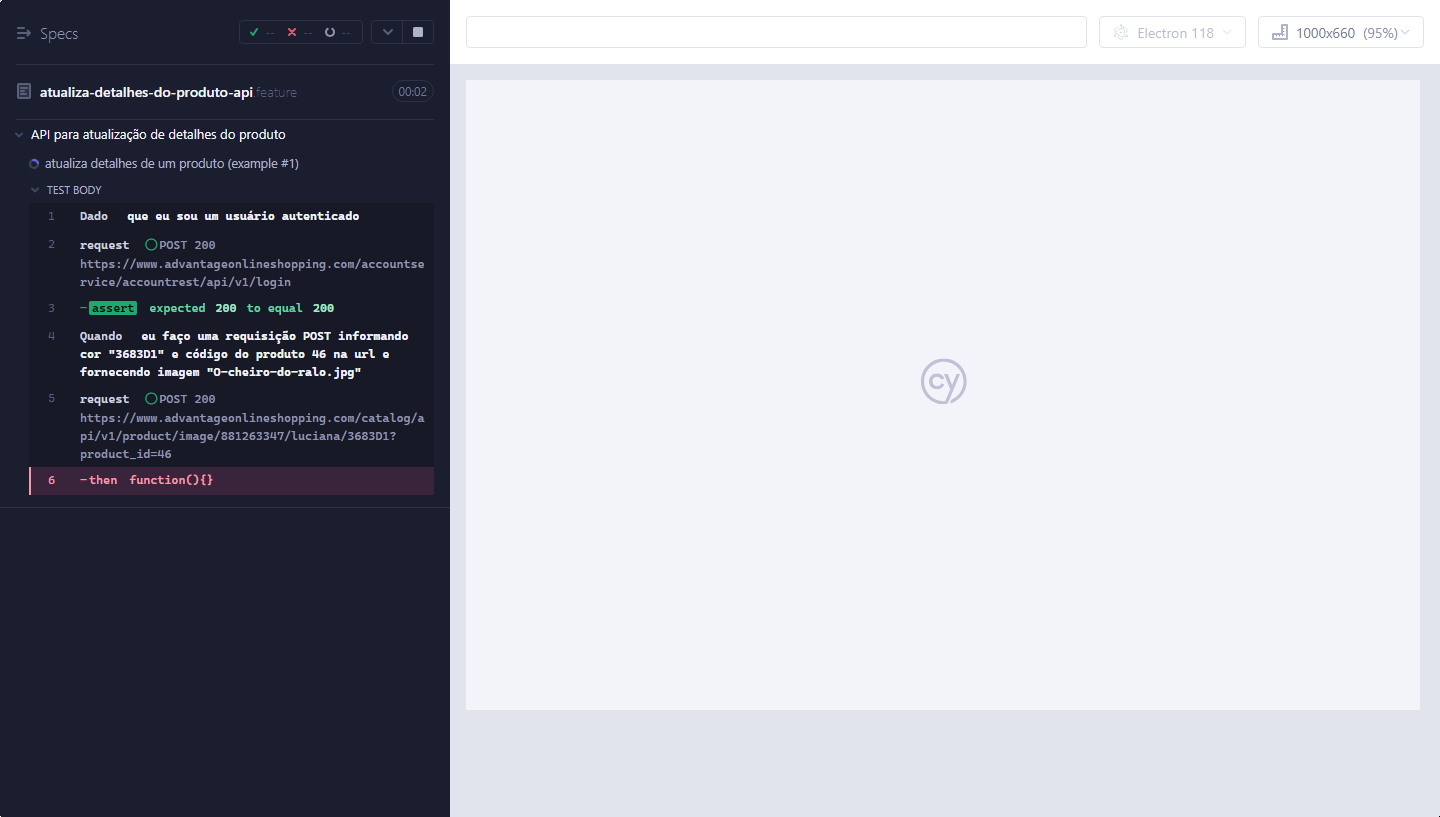 Specs
-- -- --
atualiza-detalhes-do-produto-api.feature 00:02
API para atualização de detalhes do produto
atualiza detalhes de um produto (example #1)
TEST BODY
1 Dado que eu sou um usuário autenticado
2 request POST 200
https://www.advantageonlineshopping.com/accountse
rvice/accountrest/api/v1/login
3 -assert expected 200 to equal 200
4 Quando eu faço uma requisição POST informando
cor "3683D1" e código do produto 46 na url e
fornecendo imagem "O-cheiro-do-ralo.jpg"
5 request POST 200
https://www.advantageonlineshopping.com/catalog/a
pi/v1/product/image/881263347/luciana/3683D1?
product_id=46
6 -then function(){}
Electron 118
1000x660 (95%)
cy